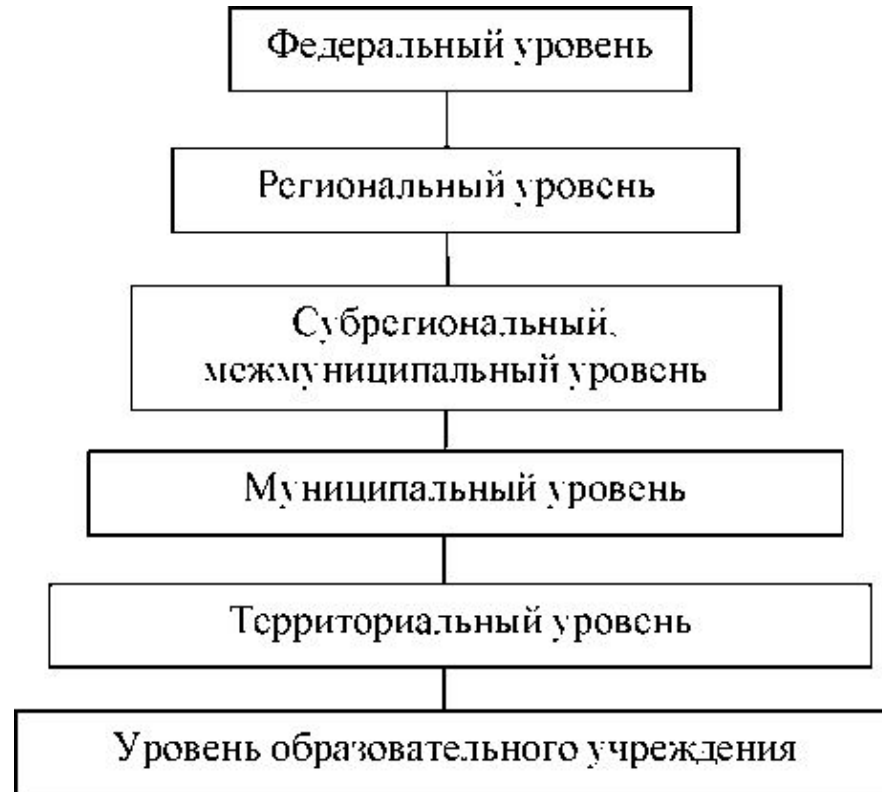 Федеральный уровень
Региональный уровень
Субрегиональный,
межмуниципальный уровень
Муниципальный уровень
Территориальный уровень
Уровень образовательного учреждения